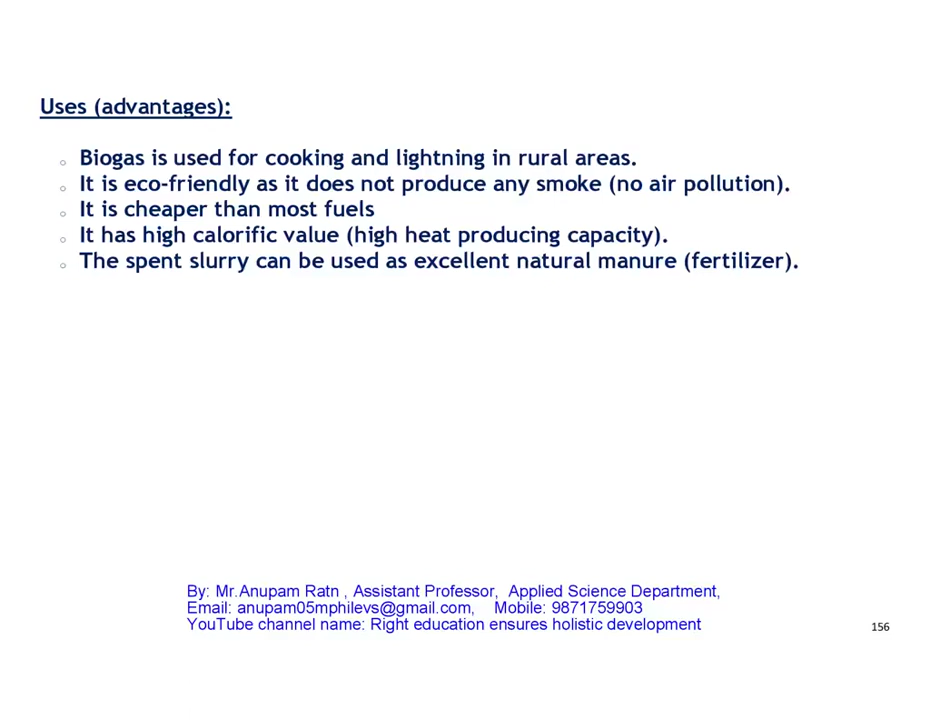 Uses (advantages):
o Biogas is used for cooking and lightning in rural areas.
o It is eco-friendly as it does not produce any smoke (no air pollution).
o It is cheaper than most fuels
o It has high calorific value (high heat producing capacity).
o The spent slurry can be used as excellent natural manure (fertilizer).
By: Mr.Anupam Ratn , Assistant Professor, Applied Science Department,
Email: anupam05mphilevs@gmail.com, Mobile: 9871759903
YouTube channel name: Right education ensures holistic development
156